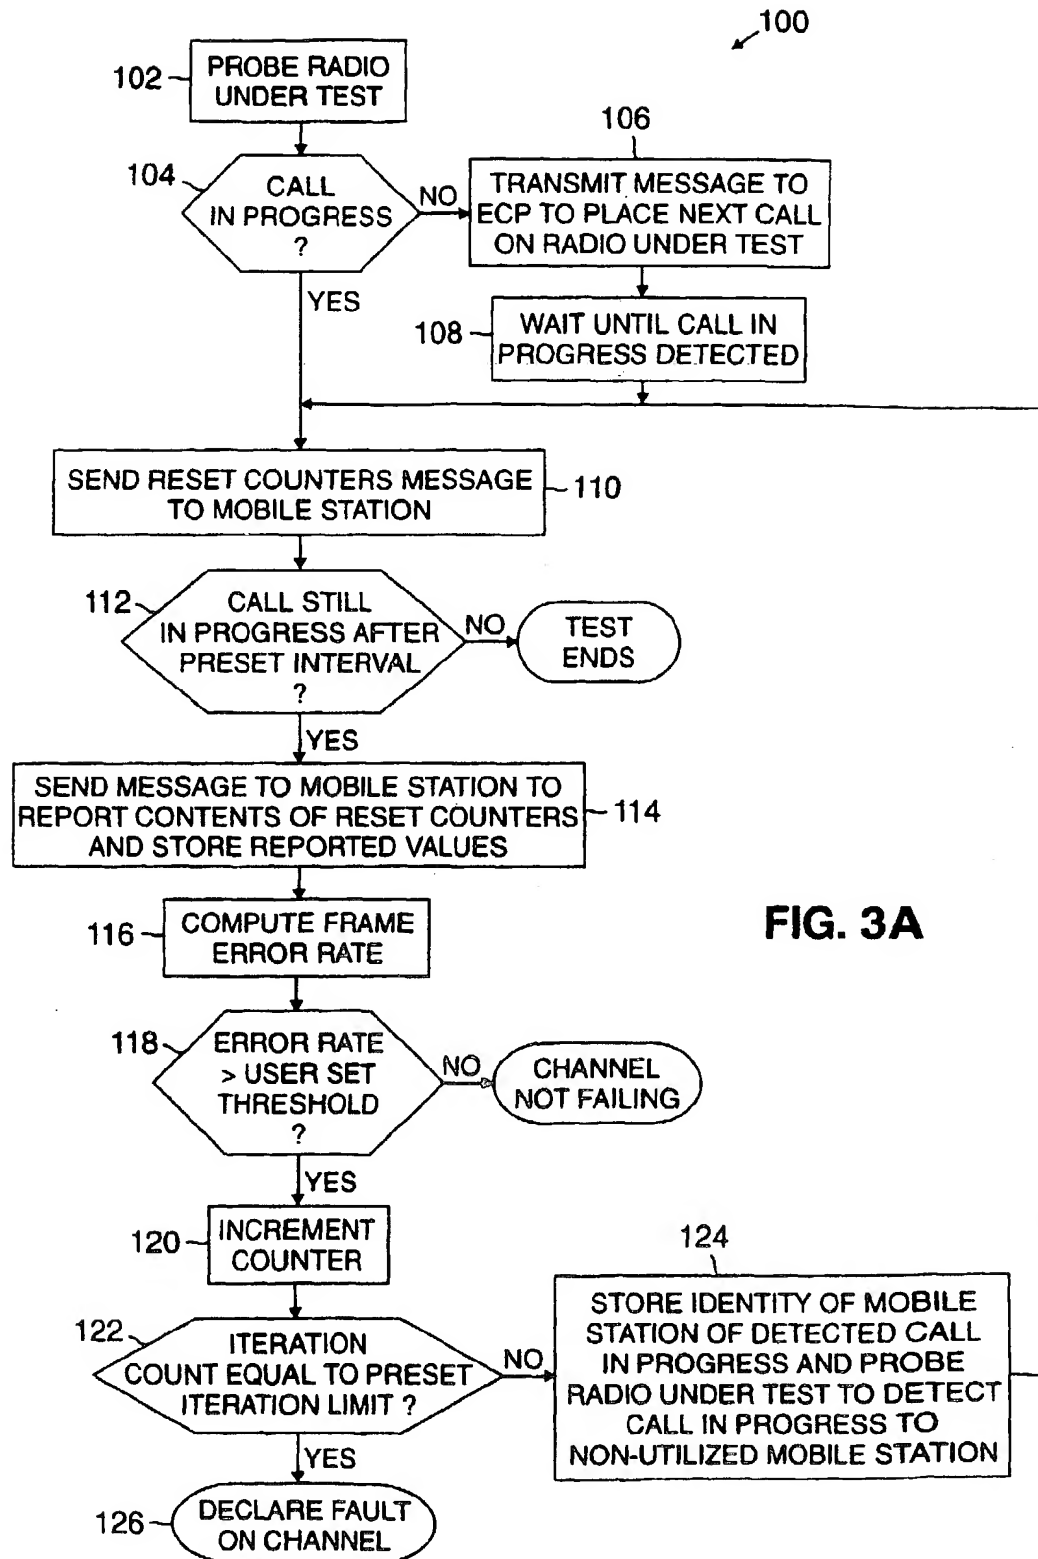 100
102
PROBE RADIO
UNDER TEST
104
CALL
IN PROGRESS
?
NO
YES
106
TRANSMIT MESSAGE TO
ECP TO PLACE NEXT CALL
ON RADIO UNDER TEST
108
WAIT UNTIL CALL IN
PROGRESS DETECTED
SEND RESET COUNTERS MESSAGE
TO MOBILE STATION
110
112
CALL STILL
IN PROGRESS AFTER
PRESET INTERVAL
?
NO
TEST
ENDS
YES
SEND MESSAGE TO MOBILE STATION TO
REPORT CONTENTS OF RESET COUNTERS
AND STORE REPORTED VALUES
114
116
COMPUTE FRAME
ERROR RATE
FIG. 3A
118
ERROR RATE
> USER SET
THRESHOLD
?
NO
CHANNEL
NOT FAILING
YES
120
INCREMENT
COUNTER
122
ITERATION
COUNT EQUAL TO PRESET
ITERATION LIMIT ?
NO
124
STORE IDENTITY OF MOBILE
STATION OF DETECTED CALL
IN PROGRESS AND PROBE
RADIO UNDER TEST TO DETECT
CALL IN PROGRESS TO
NON-UTILIZED MOBILE STATION
YES
126
DECLARE FAULT
ON CHANNEL